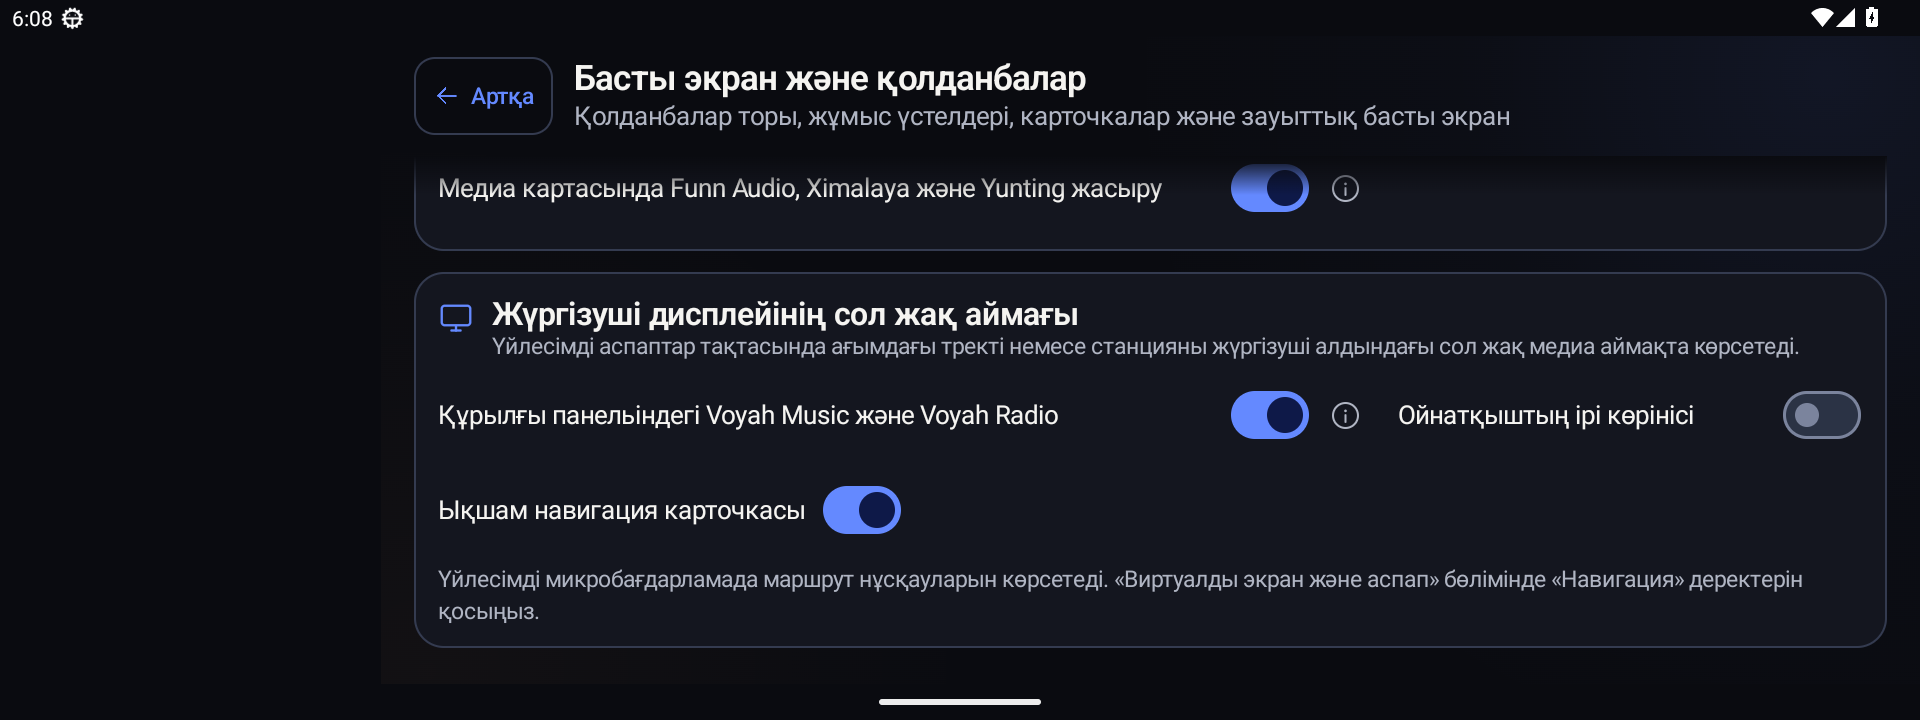 6:08
Артқа
Басты экран және қолданбалар
Қолданбалар торы, жұмыс үстелдері, карточкалар және зауыттық басты экран
Медиа картасында Funn Audio, Ximalaya және Yunting жасыру
Жүргізуші дисплейінің сол жақ аймағы
Үйлесімді аспаптар тақтасында ағымдағы тректі немесе станцияны жүргізуші алдындағы сол жақ медиа аймақта көрсетеді.
Құрылғы панельіндегі Voyah Music және Voyah Radio
Ойнатқыштың ірі көрінісі
Ықшам навигация карточкасы
Үйлесімді микробағдарламада маршрут нұсқауларын көрсетеді. «Виртуалды экран және аспап» бөлімінде «Навигация» деректерін
қосыңыз.